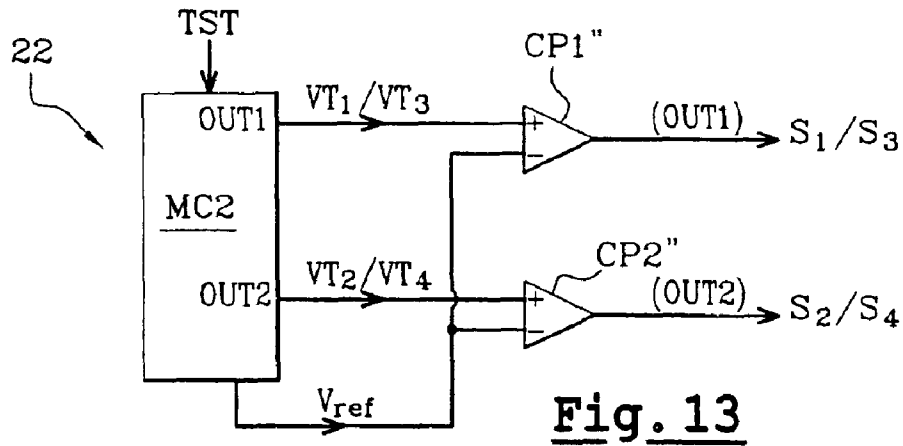 TST
CP1"
22
OUT1
VT₁/VT₃
+
−
(OUT1)
S₁/S₃
MC2
CP2"
OUT2
VT₂/VT₄
+
−
(OUT2)
S₂/S₄
Vref
Fig.13